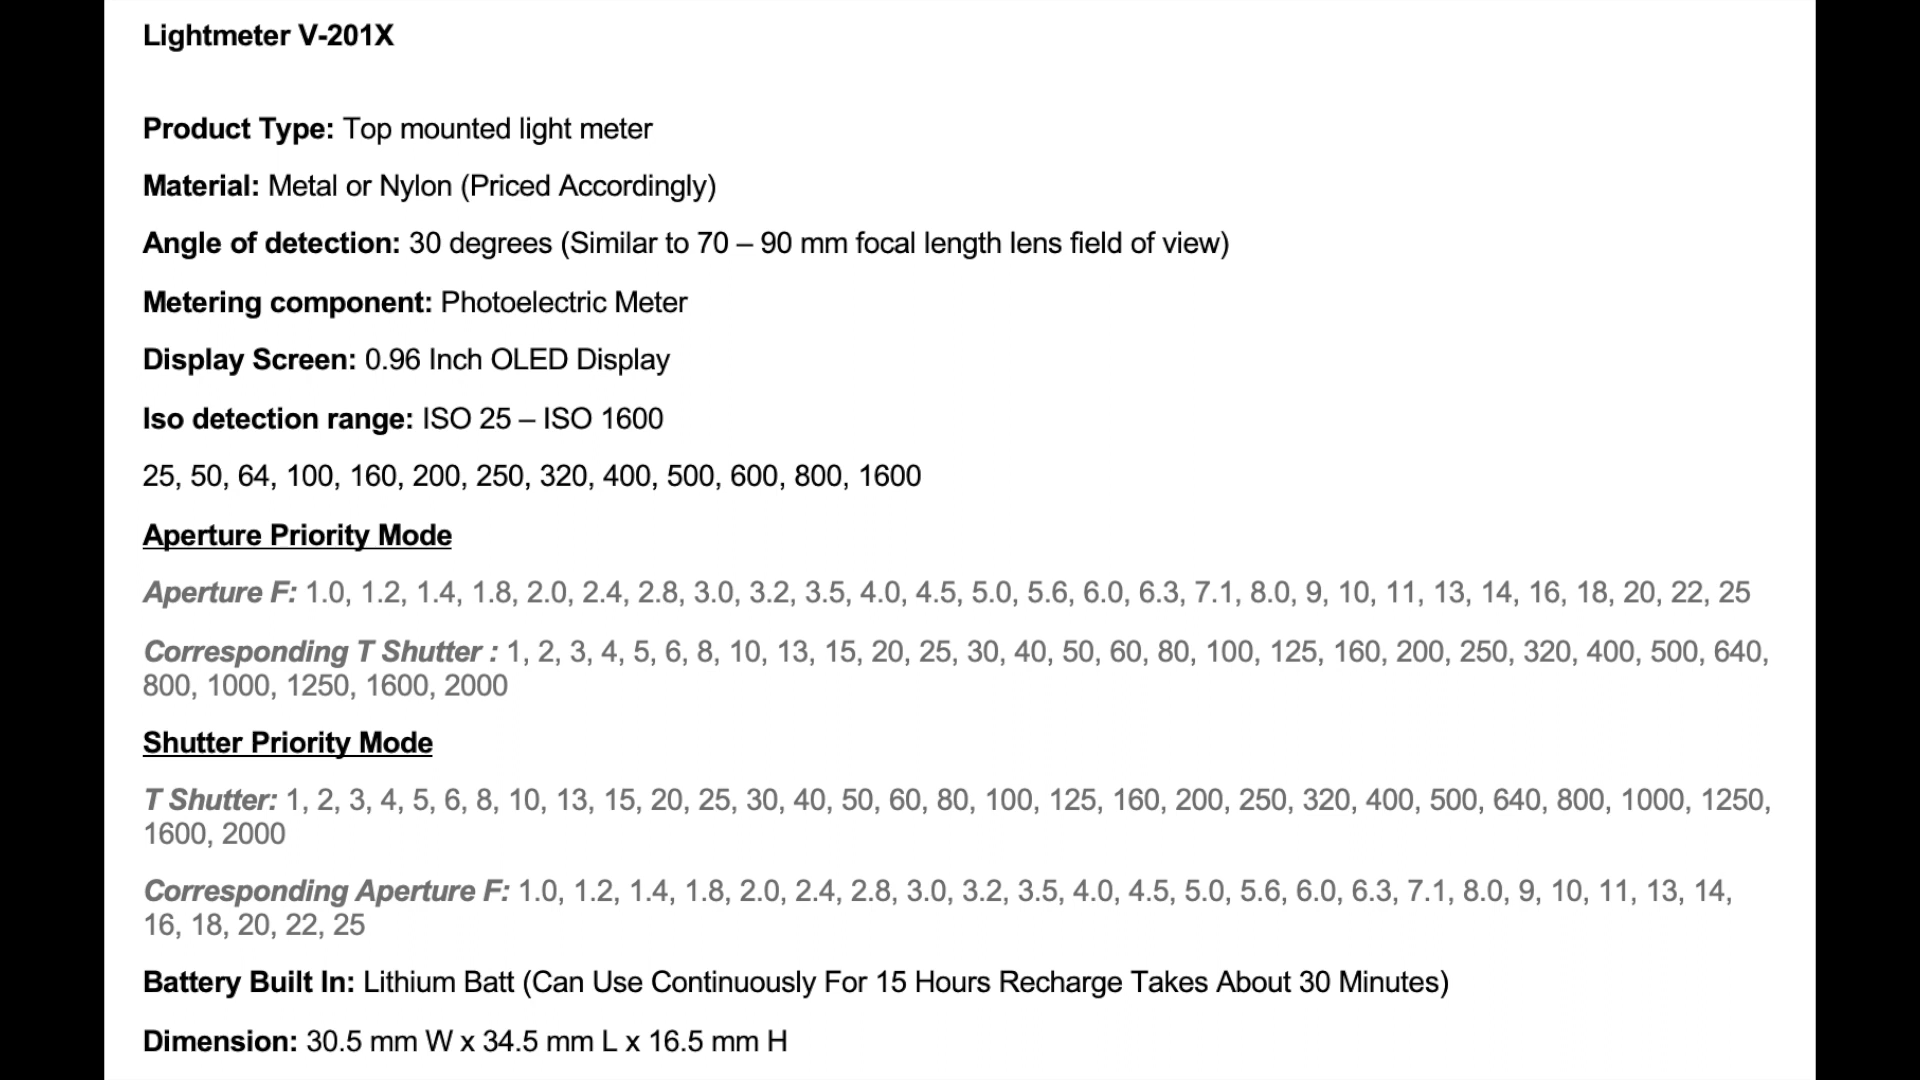 Lightmeter V-201X
Product Type: Top mounted light meter
Material: Metal or Nylon (Priced Accordingly)
Angle of detection: 30 degrees (Similar to 70 – 90 mm focal length lens field of view)
Metering component: Photoelectric Meter
Display Screen: 0.96 Inch OLED Display
Iso detection range: ISO 25 – ISO 1600
25, 50, 64, 100, 160, 200, 250, 320, 400, 500, 600, 800, 1600
Aperture Priority Mode
Aperture F: 1.0, 1.2, 1.4, 1.8, 2.0, 2.4, 2.8, 3.0, 3.2, 3.5, 4.0, 4.5, 5.0, 5.6, 6.0, 6.3, 7.1, 8.0, 9, 10, 11, 13, 14, 16, 18, 20, 22, 25
Corresponding T Shutter : 1, 2, 3, 4, 5, 6, 8, 10, 13, 15, 20, 25, 30, 40, 50, 60, 80, 100, 125, 160, 200, 250, 320, 400, 500, 640,
800, 1000, 1250, 1600, 2000
Shutter Priority Mode
T Shutter: 1, 2, 3, 4, 5, 6, 8, 10, 13, 15, 20, 25, 30, 40, 50, 60, 80, 100, 125, 160, 200, 250, 320, 400, 500, 640, 800, 1000, 1250,
1600, 2000
Corresponding Aperture F: 1.0, 1.2, 1.4, 1.8, 2.0, 2.4, 2.8, 3.0, 3.2, 3.5, 4.0, 4.5, 5.0, 5.6, 6.0, 6.3, 7.1, 8.0, 9, 10, 11, 13, 14,
16, 18, 20, 22, 25
Battery Built In: Lithium Batt (Can Use Continuously For 15 Hours Recharge Takes About 30 Minutes)
Dimension: 30.5 mm W x 34.5 mm L x 16.5 mm H